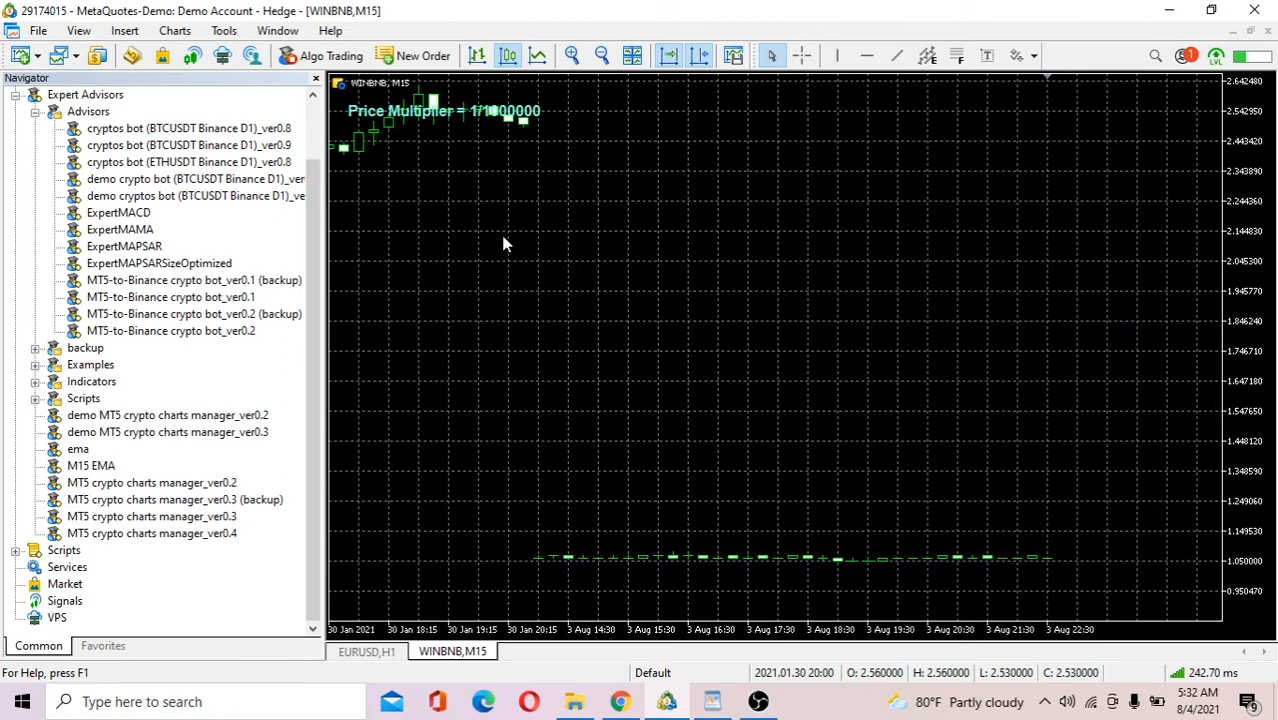 29174015 - MetaQuotes-Demo: Demo Account - Hedge - [WINBNB,M15]
File View Insert Charts Tools Window Help
Algo Trading New Order 1 LVL
Navigator
Expert Advisors
Advisors
cryptos bot (BTCUSDT Binance D1)_ver0.8
cryptos bot (BTCUSDT Binance D1)_ver0.9
cryptos bot (ETHUSDT Binance D1)_ver0.8
demo crypto bot (BTCUSDT Binance D1)_ver
demo cryptos bot (BTCUSDT Binance D1)_ve
ExpertMACD
ExpertMAMA
ExpertMAPSAR
ExpertMAPSARSizeOptimized
MT5-to-Binance crypto bot_ver0.1 (backup)
MT5-to-Binance crypto bot_ver0.1
MT5-to-Binance crypto bot_ver0.2 (backup)
MT5-to-Binance crypto bot_ver0.2
backup
Examples
Indicators
Scripts
demo MT5 crypto charts manager_ver0.2
demo MT5 crypto charts manager_ver0.3
ema
M15 EMA
MT5 crypto charts manager_ver0.2
MT5 crypto charts manager_ver0.3 (backup)
MT5 crypto charts manager_ver0.3
MT5 crypto charts manager_ver0.4
Scripts
Services
Market
Signals
VPS
Common Favorites
WINBNB, M15
Price Multiplier = 1/1000000
2.642480
2.542950
2.443420
2.343890
2.244360
2.144830
2.045300
1.945770
1.846240
1.746710
1.647180
1.547650
1.448120
1.348590
1.249060
1.149530
1.050000
0.950470
30 Jan 2021 30 Jan 18:15 30 Jan 19:15 30 Jan 20:15 3 Aug 14:30 3 Aug 15:30 3 Aug 16:30 3 Aug 17:30 3 Aug 18:30 3 Aug 19:30 3 Aug 20:30 3 Aug 21:30 3 Aug 22:30
EURUSD,H1 WINBNB,M15
For Help, press F1 Default 2021.01.30 20:00 O: 2.560000 H: 2.560000 L: 2.530000 C: 2.530000 242.70 ms
Type here to search 80°F Partly cloudy 5:32 AM
8/4/2021 9